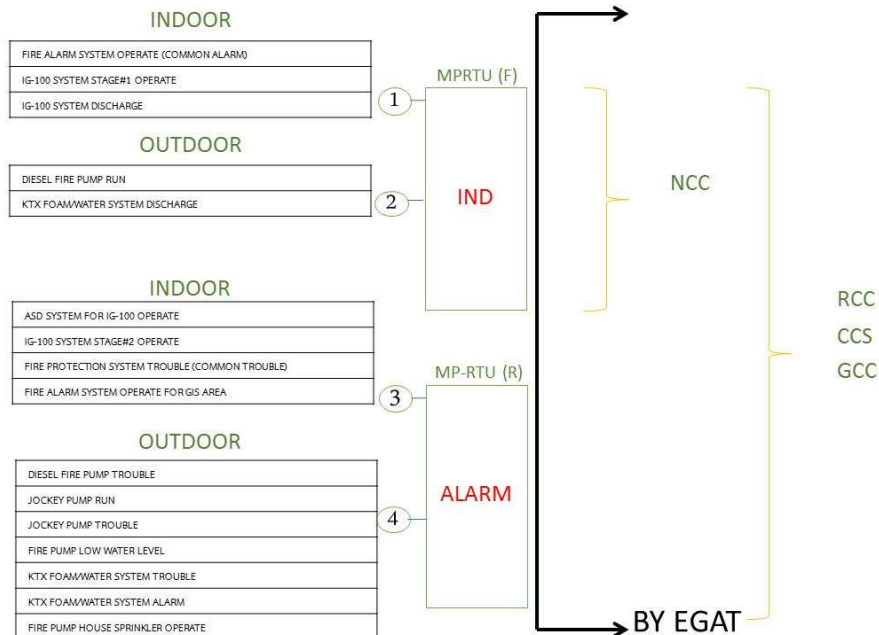 INDOOR
FIRE ALARM SYSTEM OPERATE (COMMON ALARM)
IG-100 SYSTEM STAGE#1 OPERATE
IG-100 SYSTEM DISCHARGE
1
MPRTU (F)
OUTDOOR
DIESEL FIRE PUMP RUN
KTX FOAM/WATER SYSTEM DISCHARGE
2
IND
NCC
INDOOR
ASD SYSTEM FOR IG-100 OPERATE
IG-100 SYSTEM STAGE#2 OPERATE
FIRE PROTECTION SYSTEM TROUBLE (COMMON TROUBLE)
FIRE ALARM SYSTEM OPERATE FOR GIS AREA
3
MP-RTU (R)
RCC
CCS
GCC
OUTDOOR
DIESEL FIRE PUMP TROUBLE
JOCKEY PUMP RUN
JOCKEY PUMP TROUBLE
FIRE PUMP LOW WATER LEVEL
KTX FOAM/WATER SYSTEM TROUBLE
KTX FOAM/WATER SYSTEM ALARM
FIRE PUMP HOUSE SPRINKLER OPERATE
4
ALARM
BY EGAT